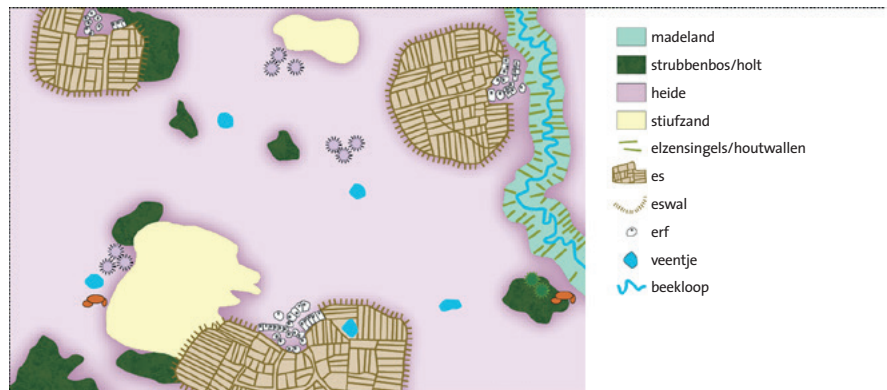 madeland
strubbenbos/holt
heide
stiufzand
elzensingels/houtwallen
es
eswal
erf
veentje
beekloop